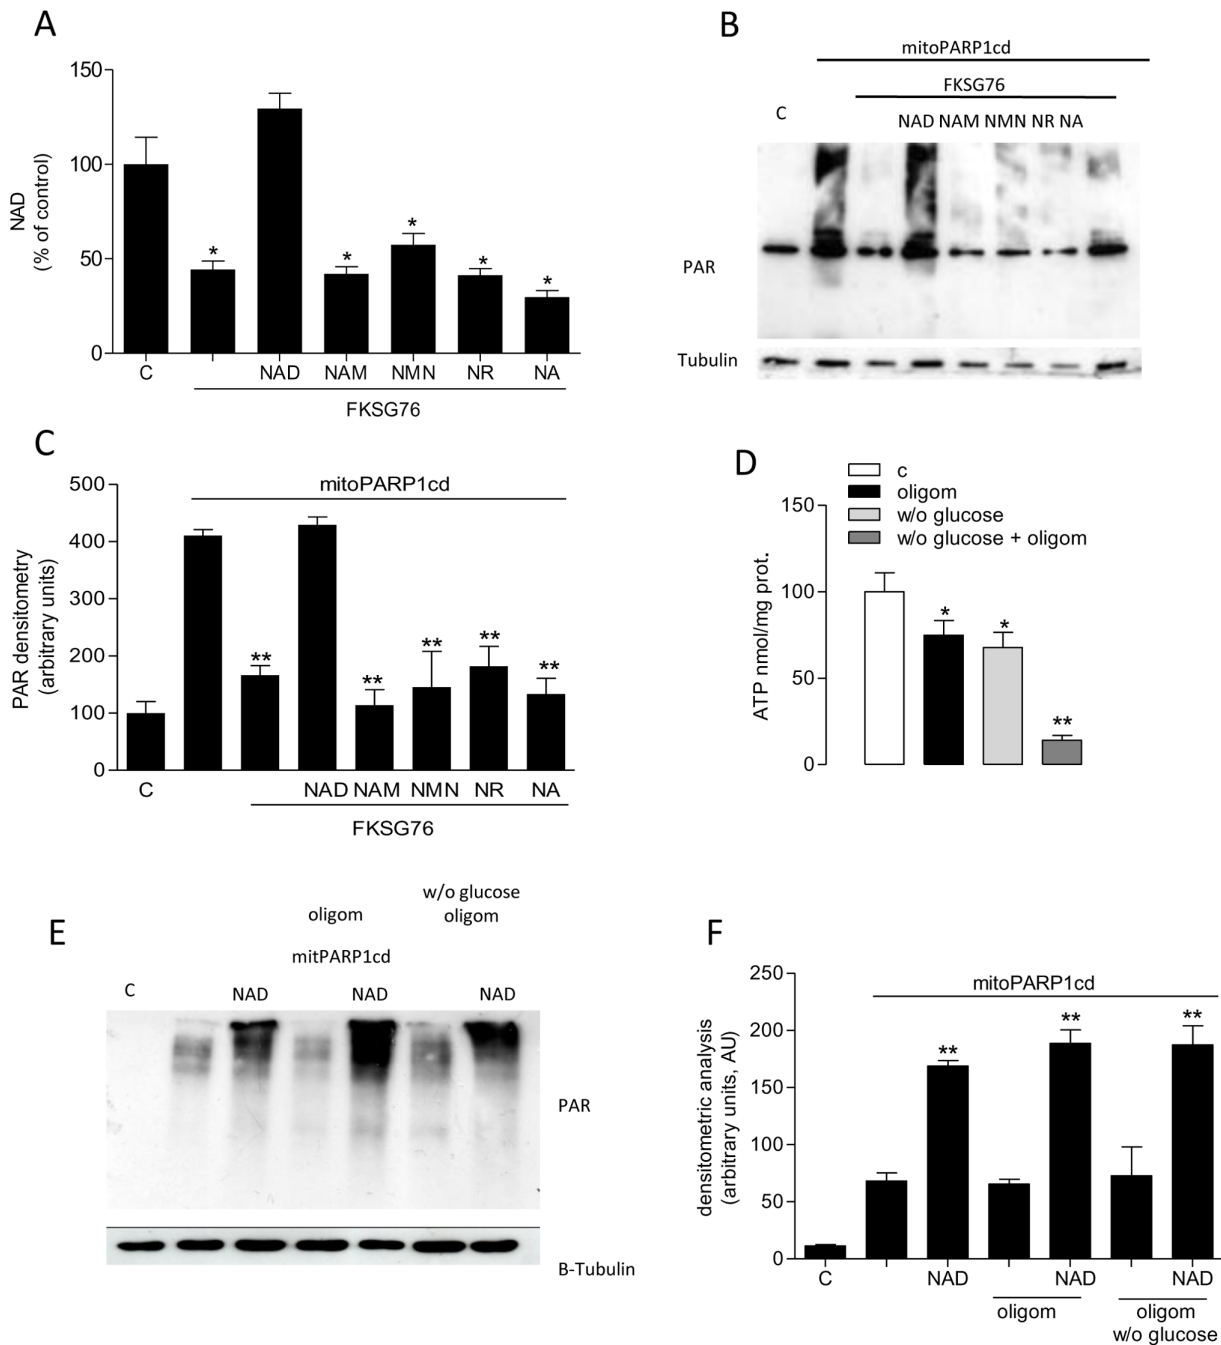 A
150
100
50
0
NAD
(% of control)
*
*
*
*
*
C
NAD
NAM
NMN
NR
NA
FKSG76
B
mitoPARP1cd
FKSG76
C
NAD NAM NMN NR NA
PAR
Tubulin
C
500
400
300
200
100
0
PAR densitometry
(arbitrary units)
mitoPARP1cd
**
**
**
**
**
C
NAD NAM NMN NR NA
FKSG76
D
c
oligom
w/o glucose
w/o glucose + oligom
150
100
50
0
ATP nmol/mg prot.
*
*
**
E
w/o glucose
oligom
oligom
mitPARP1cd
C
NAD
NAD
NAD
PAR
B-Tubulin
F
250
200
150
100
50
0
densitometric analysis
(arbitrary units, AU)
mitoPARP1cd
**
**
**
C
NAD
NAD
NAD
oligom
oligom
w/o glucose